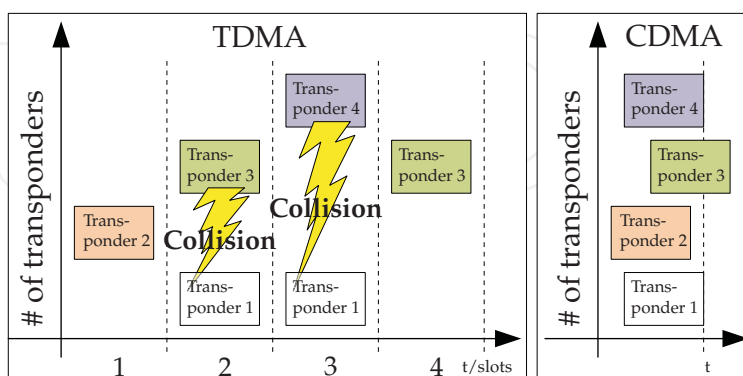 TDMA
# of transponders
Trans-
ponder 2
Trans-
ponder 3
Collision
Trans-
ponder 1
Trans-
ponder 4
Collision
Trans-
ponder 1
Trans-
ponder 3
1 2 3 4 t/slots
CDMA
# of transponders
Trans-
ponder 4
Trans-
ponder 3
Trans-
ponder 2
Trans-
ponder 1
t